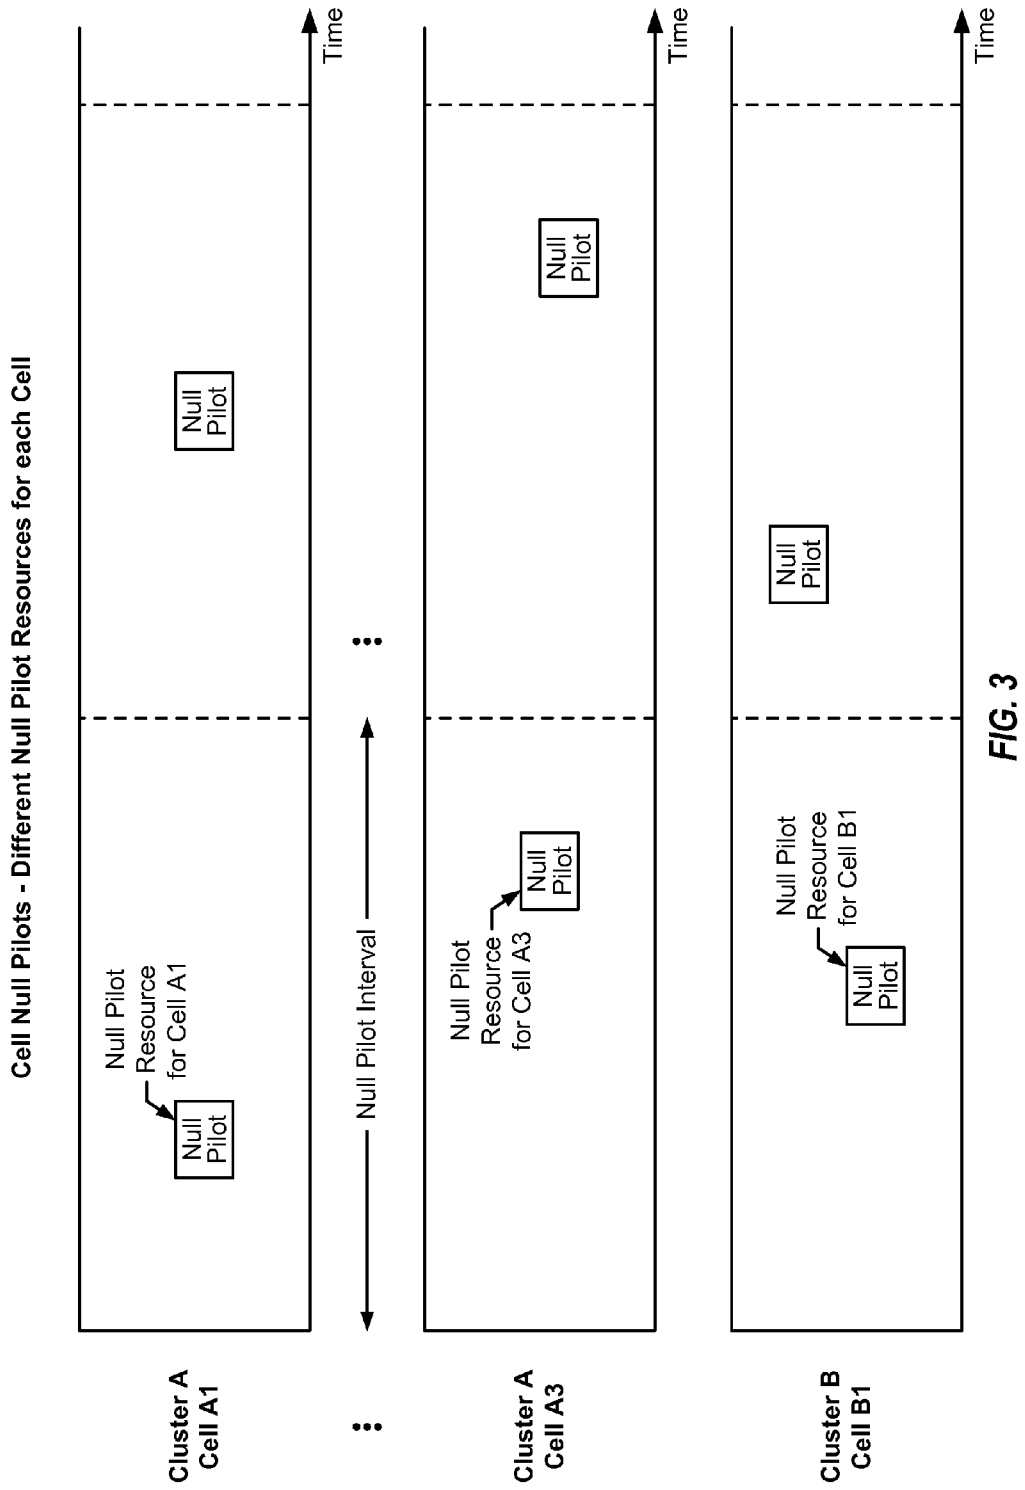 Cell Null Pilots - Different Null Pilot Resources for each Cell
Cluster A
Cell A1
Null Pilot
Resource
for Cell A1
Null
Pilot
Null
Pilot
Time
Null Pilot Interval
Cluster A
Cell A3
Null Pilot
Resource
for Cell A3
Null
Pilot
Null
Pilot
Time
Cluster B
Cell B1
Null Pilot
Resource
for Cell B1
Null
Pilot
Null
Pilot
Time
FIG. 3